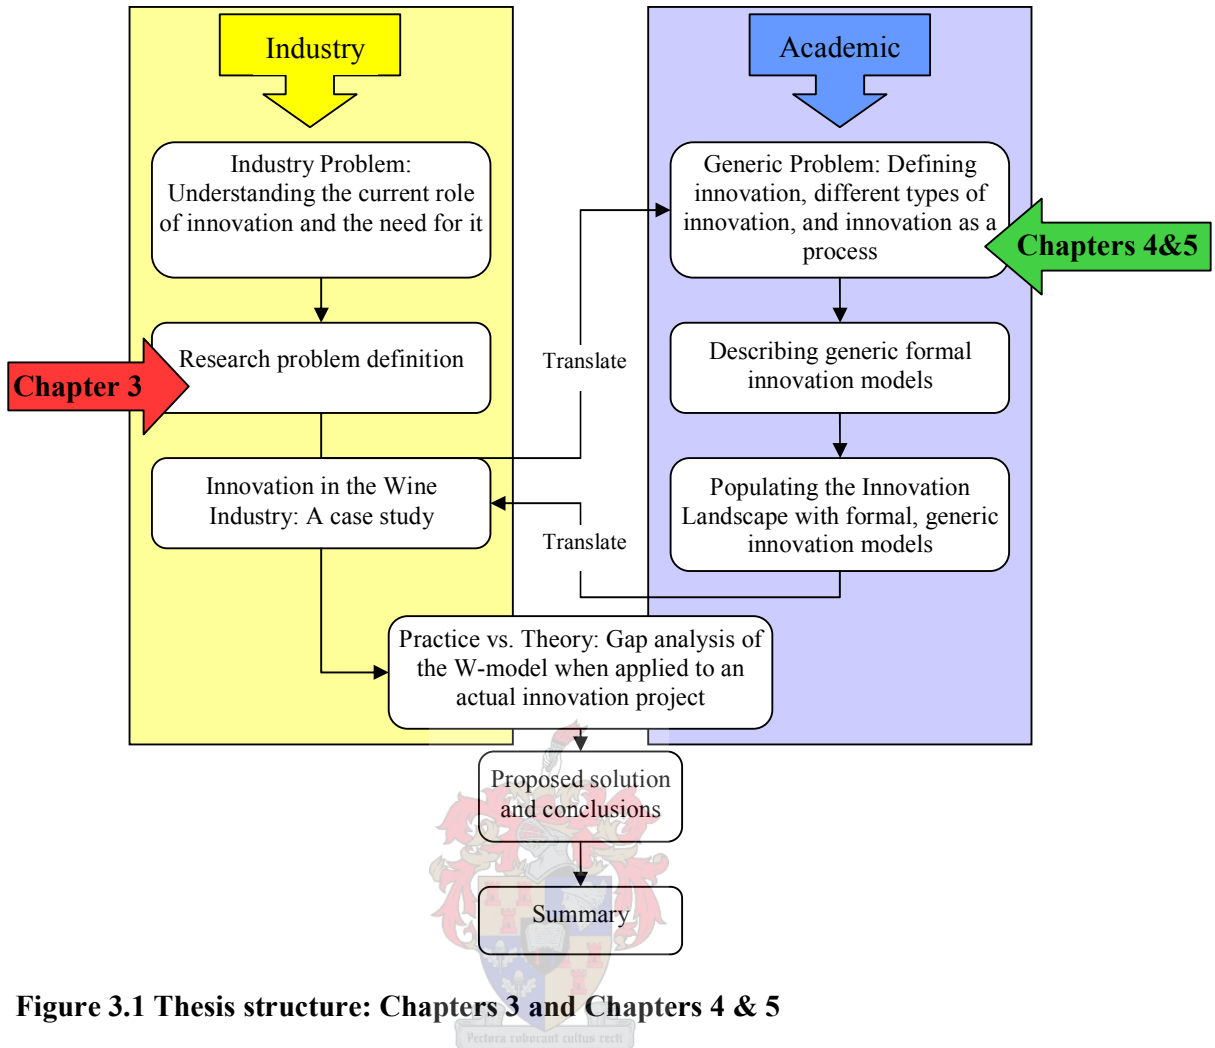 Industry
Academic
Industry Problem:
Understanding the current role
of innovation and the need for it
Generic Problem: Defining
innovation, different types of
innovation, and innovation as a
process
Chapters 4&5
Research problem definition
Chapter 3
Translate
Describing generic formal
innovation models
Innovation in the Wine
Industry: A case study
Translate
Populating the Innovation
Landscape with formal, generic
innovation models
Practice vs. Theory: Gap analysis of
the W-model when applied to an
actual innovation project
Proposed solution
and conclusions
Summary
Figure 3.1 Thesis structure: Chapters 3 and Chapters 4 & 5
Pectora roborant cultus recti